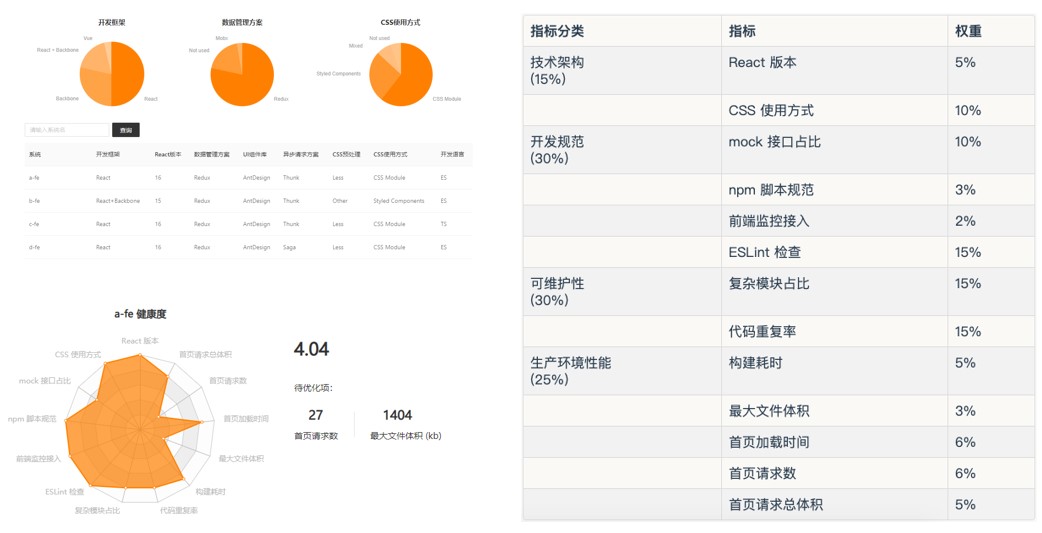 开发框架
Vue
React + Backbone
Backbone
React
数据管理方案
Mobx
Not used
Redux
CSS使用方式
Not used
Mixed
Styled Components
CSS Module
请输入系统名
查询
系统 开发框架 React版本 数据管理方案 UI组件库 异步请求方案 CSS预处理 CSS使用方式 开发语言
a-fe React 16 Redux AntDesign Thunk Less CSS Module ES
b-fe React+Backbone 15 Redux AntDesign Thunk Other Styled Components ES
c-fe React 16 Redux AntDesign Thunk Less CSS Module TS
d-fe React 16 Redux AntDesign Saga Less CSS Module ES
a-fe 健康度
React 版本
CSS 使用方式
首页请求总体积
mock 接口占比
首页请求数
npm 脚本规范
首页加载时间
前端监控接入
最大文件体积
ESLint 检查
构建耗时
复杂模块占比
代码重复率
4.04
待优化项:
27 1404
首页请求数 最大文件体积 (kb)
指标分类 指标 权重
技术架构 React 版本 5%
(15%)
CSS 使用方式 10%
开发规范 mock 接口占比 10%
(30%)
npm 脚本规范 3%
前端监控接入 2%
ESLint 检查 15%
可维护性 复杂模块占比 15%
(30%)
代码重复率 15%
生产环境性能 构建耗时 5%
(25%)
最大文件体积 3%
首页加载时间 6%
首页请求数 6%
首页请求总体积 5%